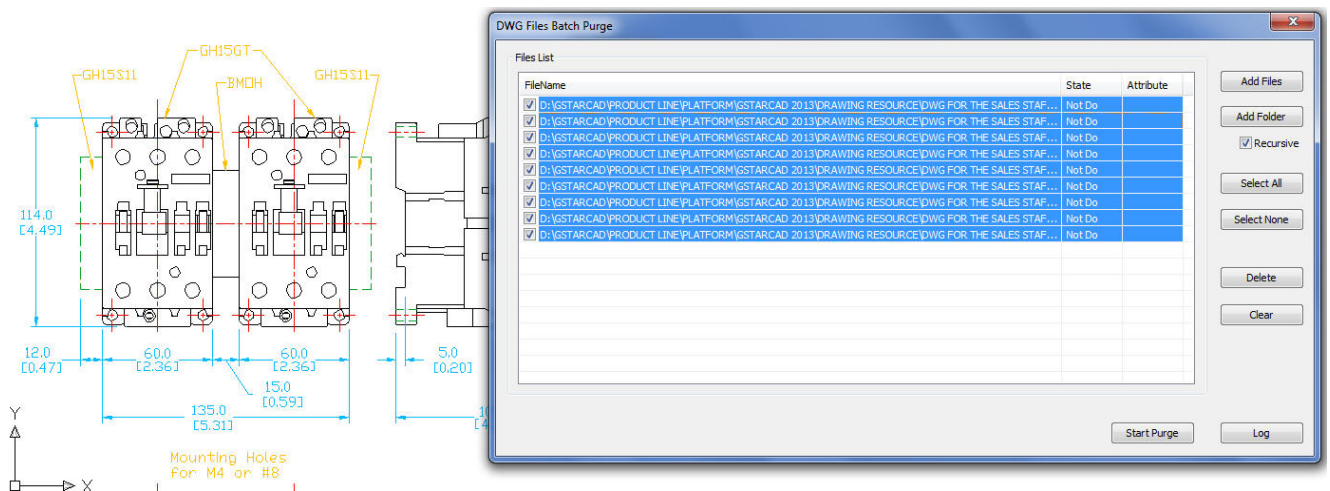 GH15GT
GH15S11
BMDH
GH15S11
114.0
[4.49]
12.0
[0.47]
60.0
[2.36]
60.0
[2.36]
15.0
[0.59]
5.0
[0.20]
135.0
[5.31]
Mounting Holes
for M4 or #8
Y
X
DWG Files Batch Purge
Files List
FileName State Attribute
D:\GSTARCAD\PRODUCT LINE\PLATFORM\GSTARCAD 2013\DRAWING RESOURCE\DWG FOR THE SALES STAF... Not Do
D:\GSTARCAD\PRODUCT LINE\PLATFORM\GSTARCAD 2013\DRAWING RESOURCE\DWG FOR THE SALES STAF... Not Do
D:\GSTARCAD\PRODUCT LINE\PLATFORM\GSTARCAD 2013\DRAWING RESOURCE\DWG FOR THE SALES STAF... Not Do
D:\GSTARCAD\PRODUCT LINE\PLATFORM\GSTARCAD 2013\DRAWING RESOURCE\DWG FOR THE SALES STAF... Not Do
D:\GSTARCAD\PRODUCT LINE\PLATFORM\GSTARCAD 2013\DRAWING RESOURCE\DWG FOR THE SALES STAF... Not Do
D:\GSTARCAD\PRODUCT LINE\PLATFORM\GSTARCAD 2013\DRAWING RESOURCE\DWG FOR THE SALES STAF... Not Do
D:\GSTARCAD\PRODUCT LINE\PLATFORM\GSTARCAD 2013\DRAWING RESOURCE\DWG FOR THE SALES STAF... Not Do
D:\GSTARCAD\PRODUCT LINE\PLATFORM\GSTARCAD 2013\DRAWING RESOURCE\DWG FOR THE SALES STAF... Not Do
D:\GSTARCAD\PRODUCT LINE\PLATFORM\GSTARCAD 2013\DRAWING RESOURCE\DWG FOR THE SALES STAF... Not Do
Add Files
Add Folder
Recursive
Select All
Select None
Delete
Clear
Start Purge
Log